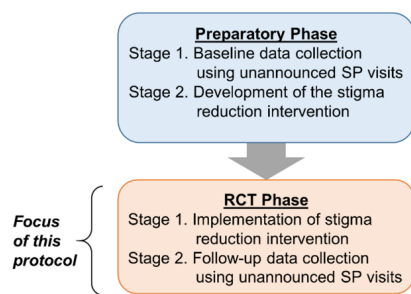 Preparatory Phase
Stage 1. Baseline data collection
using unannounced SP visits
Stage 2. Development of the stigma
reduction intervention
RCT Phase
Stage 1. Implementation of stigma
reduction intervention
Stage 2. Follow-up data collection
using unannounced SP visits
Focus
of this
protocol